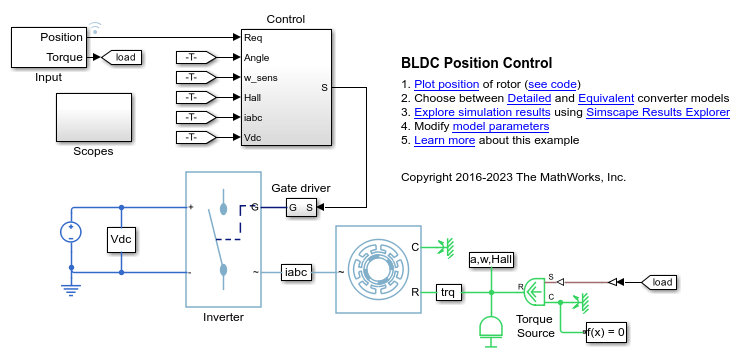 Control
Position
Torque
load
Input
Req
Angle
w_sens
Hall
iabc
Vdc
S
-T-
-T-
-T-
-T-
-T-
Scopes
BLDC Position Control
1. Plot position of rotor (see code)
2. Choose between Detailed and Equivalent converter models
3. Explore simulation results using Simscape Results Explorer
4. Modify model parameters
5. Learn more about this example
Copyright 2016-2023 The MathWorks, Inc.
Gate driver
G S
+
G
-
~
Vdc
Inverter
iabc
~
C
R
a,w,Hall
trq
R
S
C
load
Torque
Source
f(x) = 0